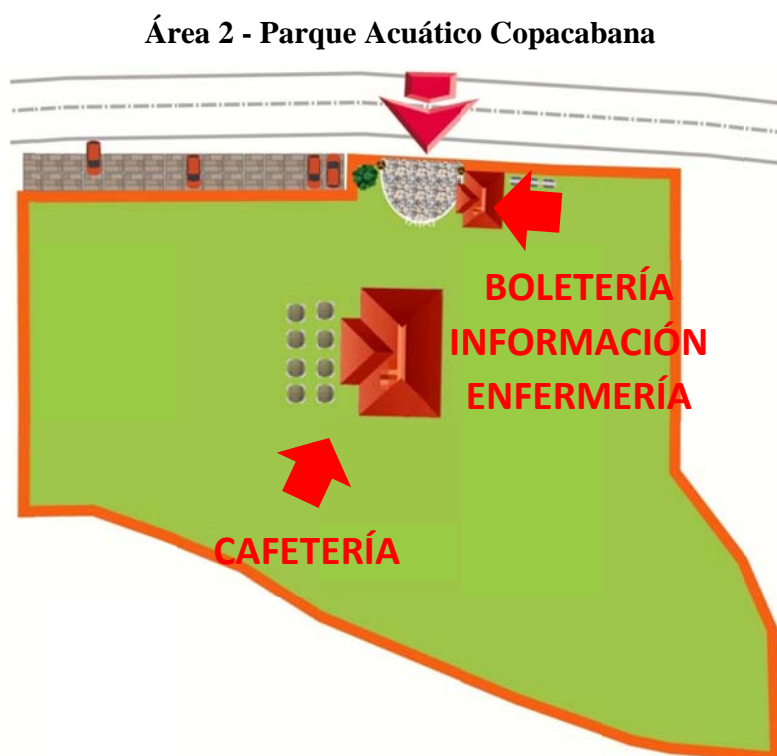 Área 2 - Parque Acuático Copacabana
BOLETERÍA
INFORMACIÓN
ENFERMERÍA
CAFETERÍA